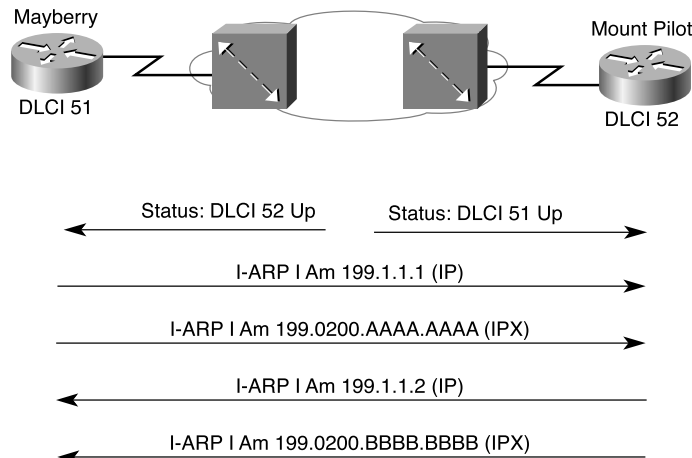 Mayberry
Mount Pilot
DLCI 51
DLCI 52
Status: DLCI 52 Up
Status: DLCI 51 Up
I-ARP I Am 199.1.1.1 (IP)
I-ARP I Am 199.0200.AAAA.AAAA (IPX)
I-ARP I Am 199.1.1.2 (IP)
I-ARP I Am 199.0200.BBBB.BBBB (IPX)